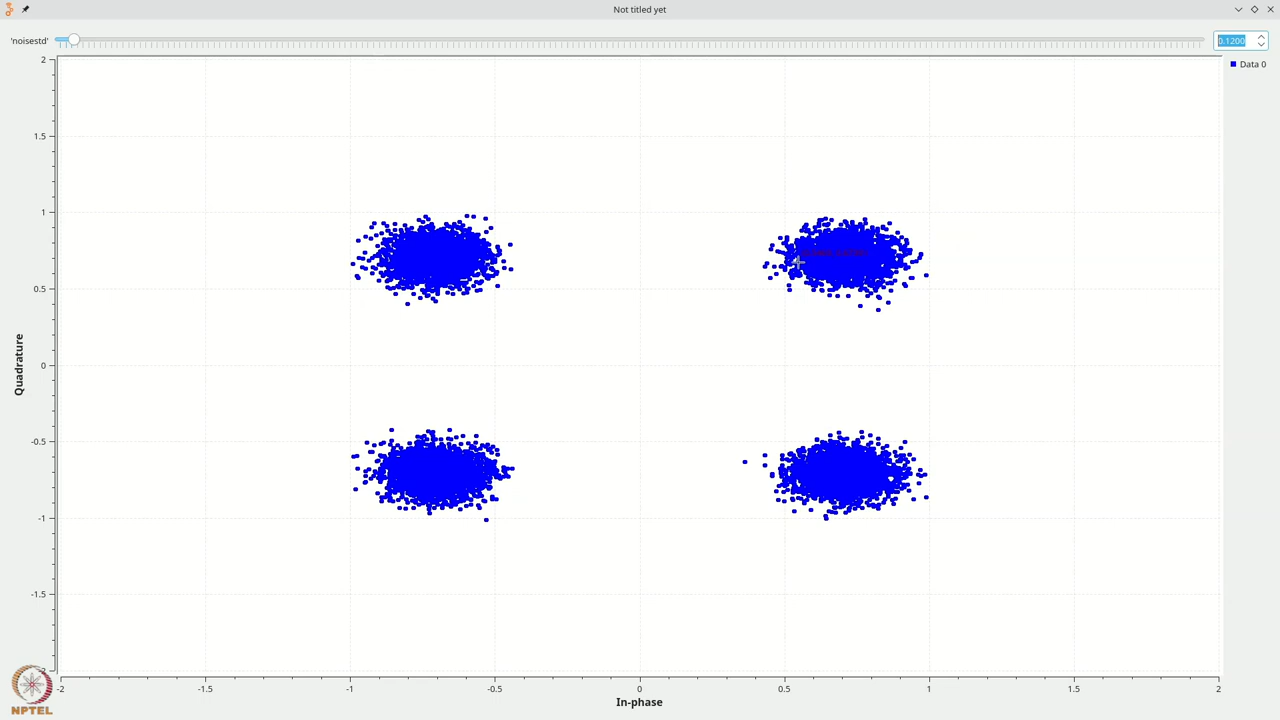 Not titled yet
'noisestd'
0.1200
Data 0
2
1.5
1
0.5
0
-0.5
-1
-1.5
-2 -1.5 -1 -0.5 0 0.5 1 1.5 2
Quadrature
In-phase
NPTEL